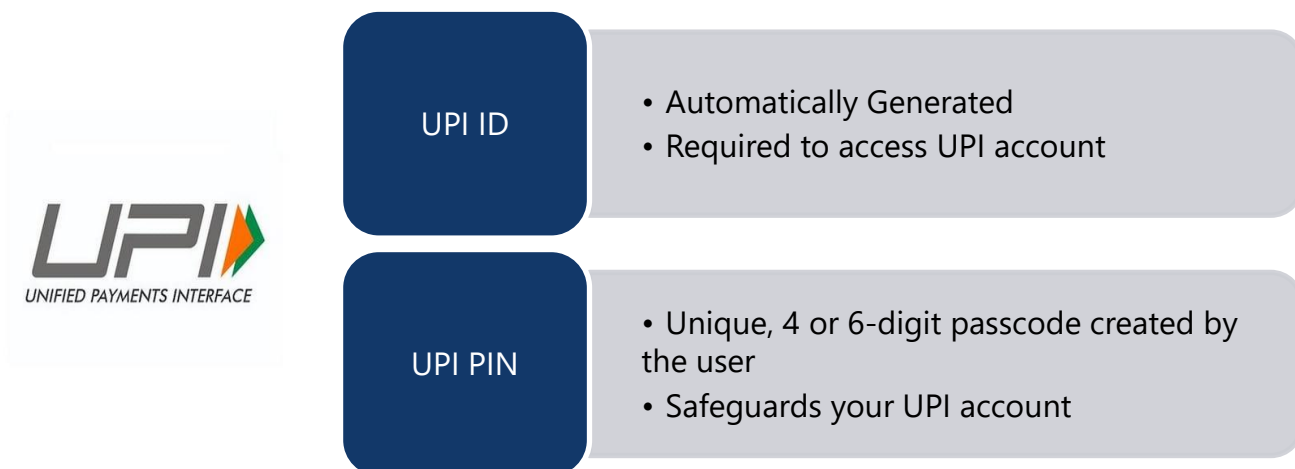 UPI
UNIFIED PAYMENTS INTERFACE
UPI ID
• Automatically Generated
• Required to access UPI account
UPI PIN
• Unique, 4 or 6-digit passcode created by
the user
• Safeguards your UPI account